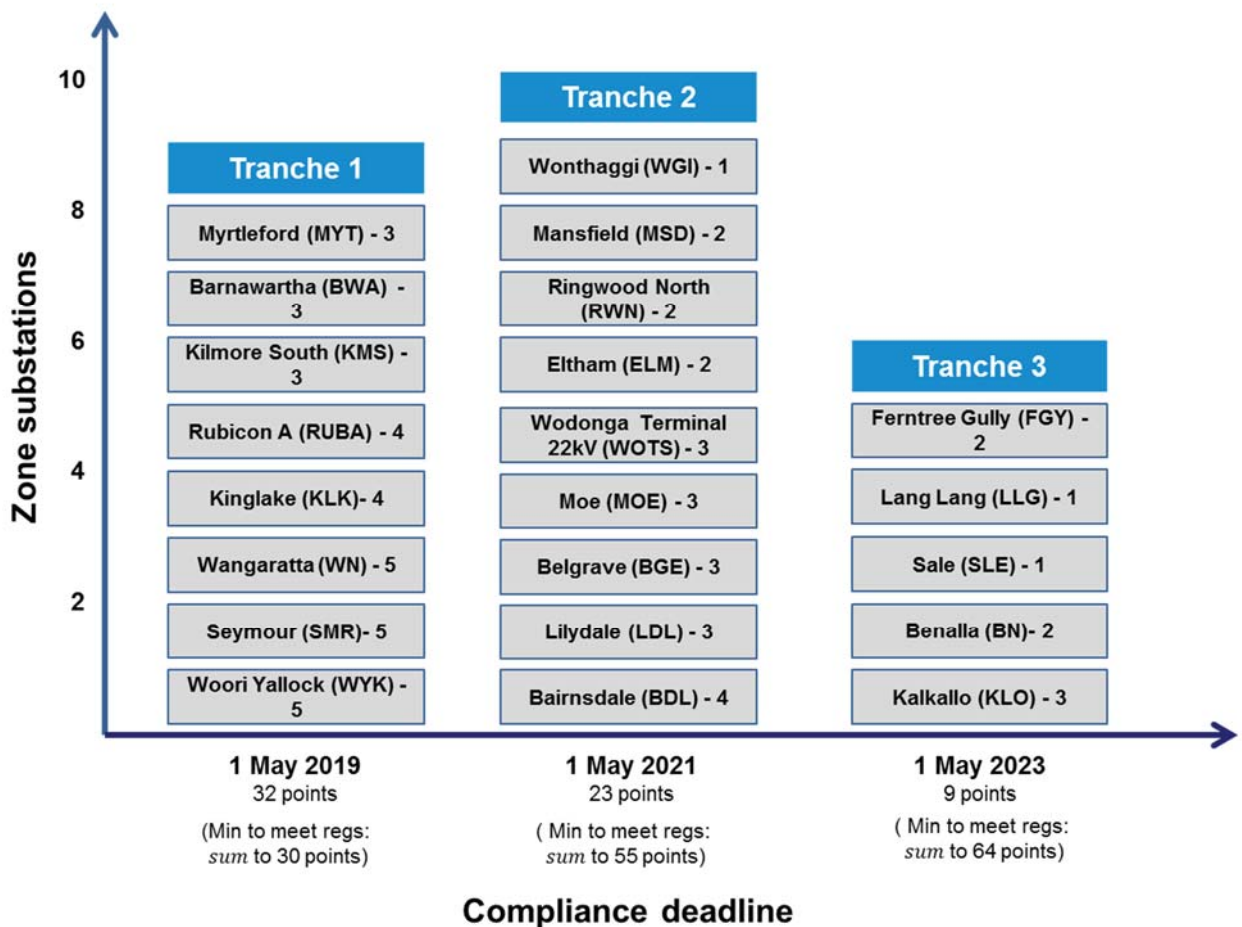 Zone substations
10
8
6
4
2
Tranche 1
Myrtleford (MYT) - 3
Barnawartha (BWA) -
3
Kilmore South (KMS) -
3
Rubicon A (RUBA) - 4
Kinglake (KLK)- 4
Wangaratta (WN) - 5
Seymour (SMR)- 5
Woori Yallock (WYK) -
5
1 May 2019
32 points
(Min to meet regs:
sum to 30 points)
Tranche 2
Wonthaggi (WGI) - 1
Mansfield (MSD) - 2
Ringwood North
(RWN) - 2
Eltham (ELM) - 2
Wodonga Terminal
22kV (WOTS) - 3
Moe (MOE) - 3
Belgrave (BGE) - 3
Lilydale (LDL) - 3
Bairnsdale (BDL) - 4
1 May 2021
23 points
( Min to meet regs:
sum to 55 points)
Tranche 3
Ferntree Gully (FGY) -
2
Lang Lang (LLG) - 1
Sale (SLE) - 1
Benalla (BN)- 2
Kalkallo (KLO) - 3
1 May 2023
9 points
( Min to meet regs:
sum to 64 points)
Compliance deadline